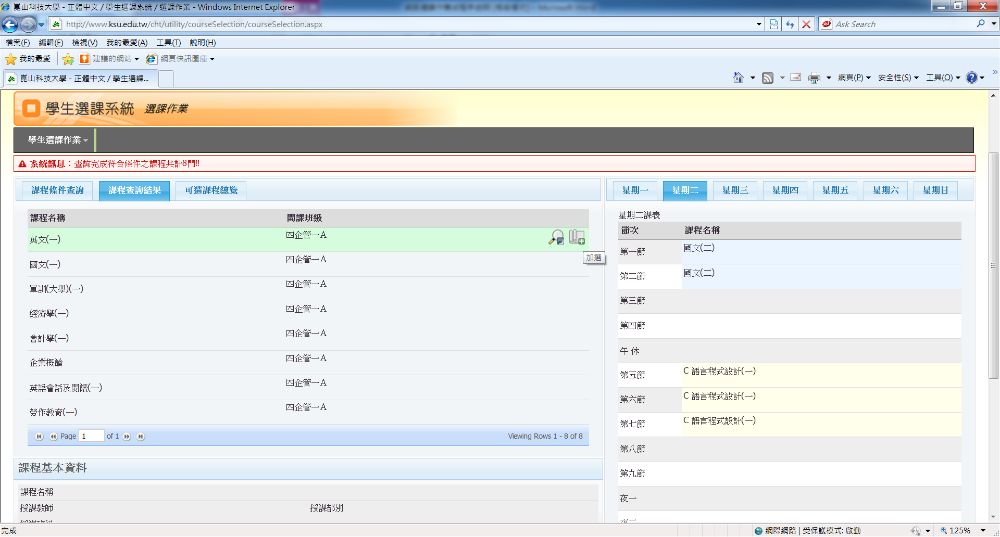 崑山科技大學 - 正體中文 / 學生選課系統 / 選課作業 - Windows Internet Explorer
http://www.ksu.edu.tw/cht/utility/courseSelection/courseSelection.aspx
Ask Search
檔案(F) 編輯(E) 檢視(V) 我的最愛(A) 工具(T) 說明(H)
我的最愛 建議的網站 網頁快訊圖庫
崑山科技大學 - 正體中文 / 學生選課...
網頁(P) 安全性(S) 工具(O)
學生選課系統 選課作業
學生選課作業
系統訊息：查詢完成符合條件之課程共計8門!!
課程條件查詢 課程查詢結果 可選課程總覽
課程名稱 開課班級
英文(一) 四企管一A
加選
國文(一) 四企管一A
軍訓(大學)(一) 四企管一A
經濟學(一) 四企管一A
會計學(一) 四企管一A
企業概論 四企管一A
英語會話及閱讀(一) 四企管一A
勞作教育(一) 四企管一A
Page 1 of 1 Viewing Rows 1 - 8 of 8
課程基本資料
課程名稱
授課教師 授課部別
星期一 星期二 星期三 星期四 星期五 星期六 星期日
星期二課表
節次 課程名稱
第一節 國文(二)
第二節 國文(二)
第三節
第四節
午 休
第五節 C 語言程式設計(一)
第六節 C 語言程式設計(一)
第七節 C 語言程式設計(一)
第八節
第九節
夜一
完成
網際網路 | 受保護模式: 啟動
125%